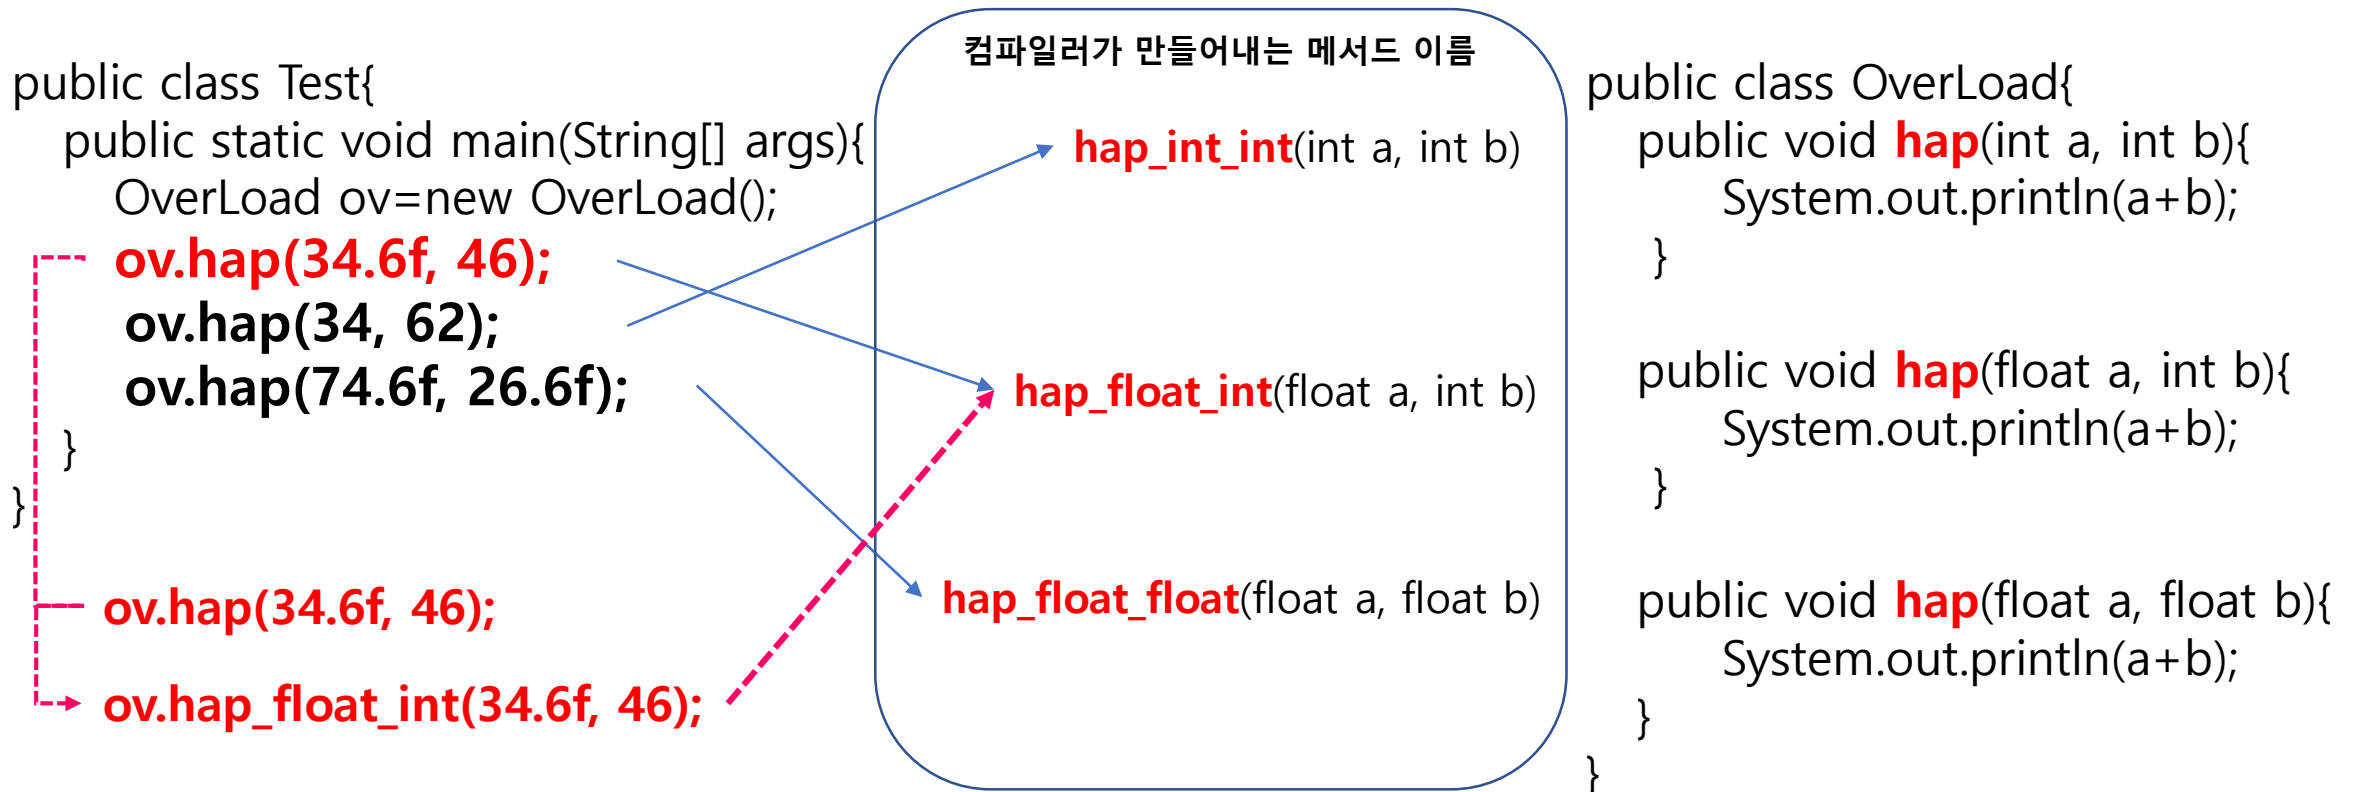 public class Test{
public static void main(String[] args){
OverLoad ov=new OverLoad();
ov.hap(34.6f, 46);
ov.hap(34, 62);
ov.hap(74.6f, 26.6f);
}
}
ov.hap(34.6f, 46);
ov.hap_float_int(34.6f, 46);
컴파일러가 만들어내는 메서드 이름
hap_int_int(int a, int b)
hap_float_int(float a, int b)
hap_float_float(float a, float b)
public class OverLoad{
public void hap(int a, int b){
System.out.println(a+b);
}
public void hap(float a, int b){
System.out.println(a+b);
}
public void hap(float a, float b){
System.out.println(a+b);
}
}